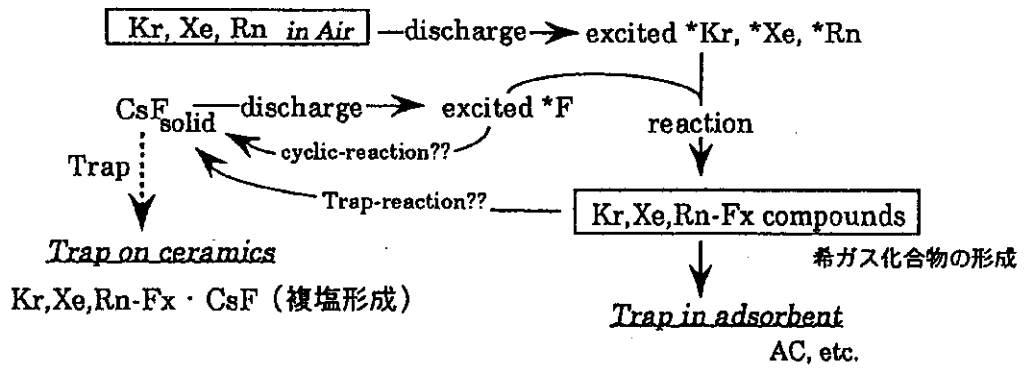 Kr, Xe, Rn in Air discharge excited *Kr, *Xe, *Rn
CsF solid discharge excited *F
reaction
cyclic-reaction??
Trap
Trap-reaction??
Kr,Xe,Rn-Fx compounds
Trap on ceramics
希ガス化合物の形成
Kr,Xe,Rn-Fx · CsF（複塩形成）
Trap in adsorbent
AC, etc.